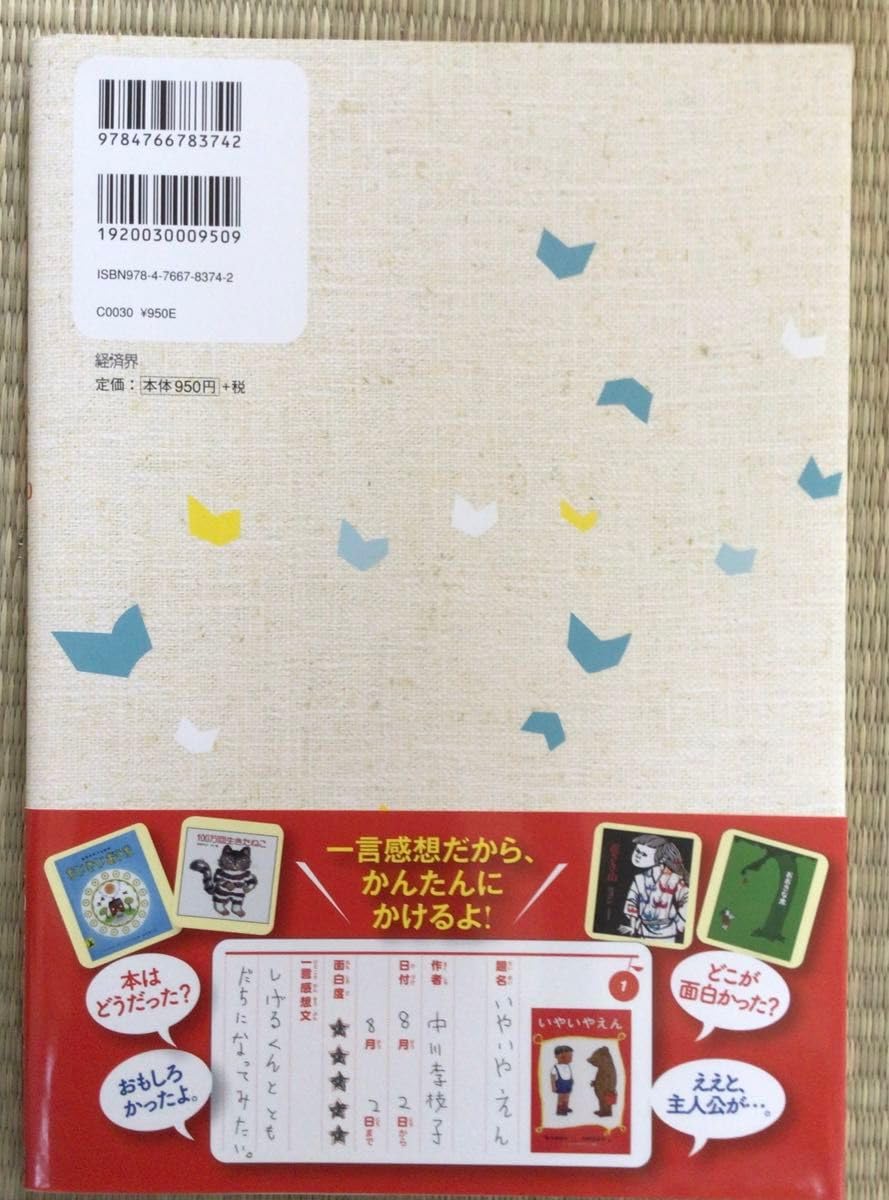 9784766783742
1920030009509
ISBN978-4-7667-8374-2
C0030 ¥950E
経済界
定価：本体950円+税
100万回生きたねこ
一言感想だから、
かんたんに
かけるよ!
おおきな木
本は
どうだった?
おもしろ
かったよ。
どこが
面白かった?
ええと、
主人公が…。
1
題名
いやいやえん
作者
中川李枝子
日付
8月2日から
8月2日まで
面白度
一言感想文
しげるくんととも
だちになってみたい。
いやいやえん